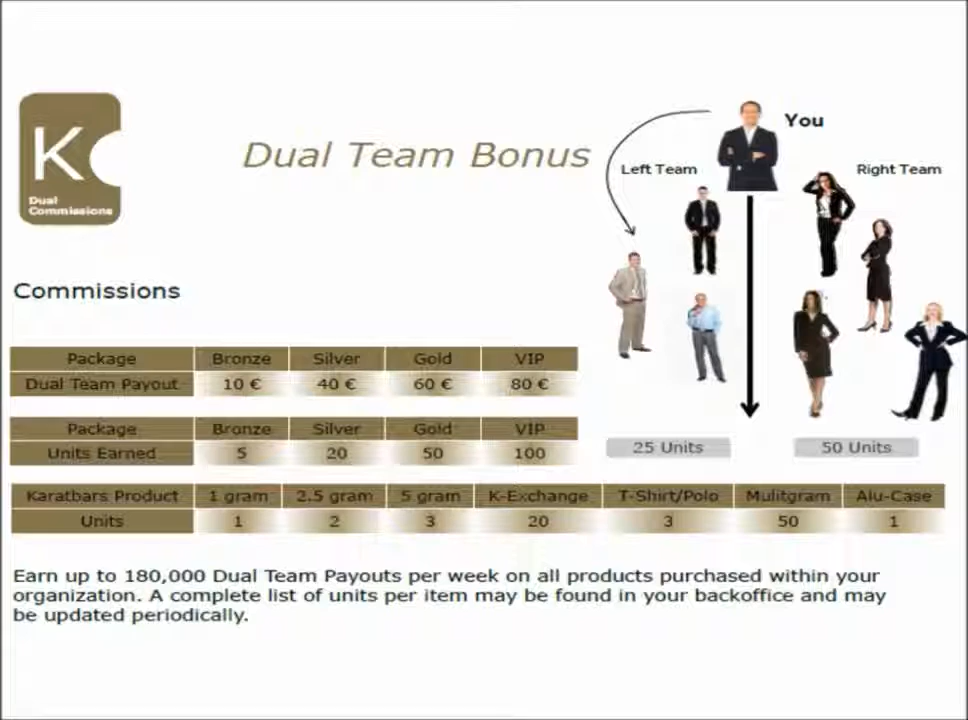 K
Dual
Commissions
Dual Team Bonus
You
Left Team
Right Team
Commissions
Package Bronze Silver Gold VIP
Dual Team Payout 10 € 40 € 60 € 80 €
Package Bronze Silver Gold VIP
Units Earned 5 20 50 100
25 Units 50 Units
Karatbars Product 1 gram 2.5 gram 5 gram K-Exchange T-Shirt/Polo Mulitgram Alu-Case
Units 1 2 3 20 3 50 1
Earn up to 180,000 Dual Team Payouts per week on all products purchased within your
organization. A complete list of units per item may be found in your backoffice and may
be updated periodically.